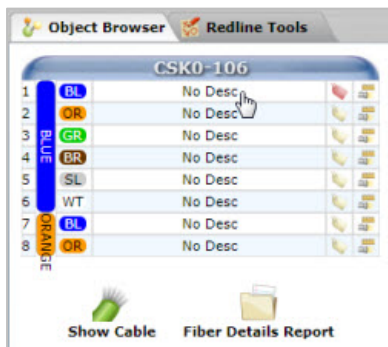 Object Browser Redline Tools
CSK0-106
BLUE
1 BL No Desc
2 OR No Desc
3 GR No Desc
4 BR No Desc
5 SL No Desc
6 WT No Desc
ORANGE
7 BL No Desc
8 OR No Desc
Show Cable Fiber Details Report